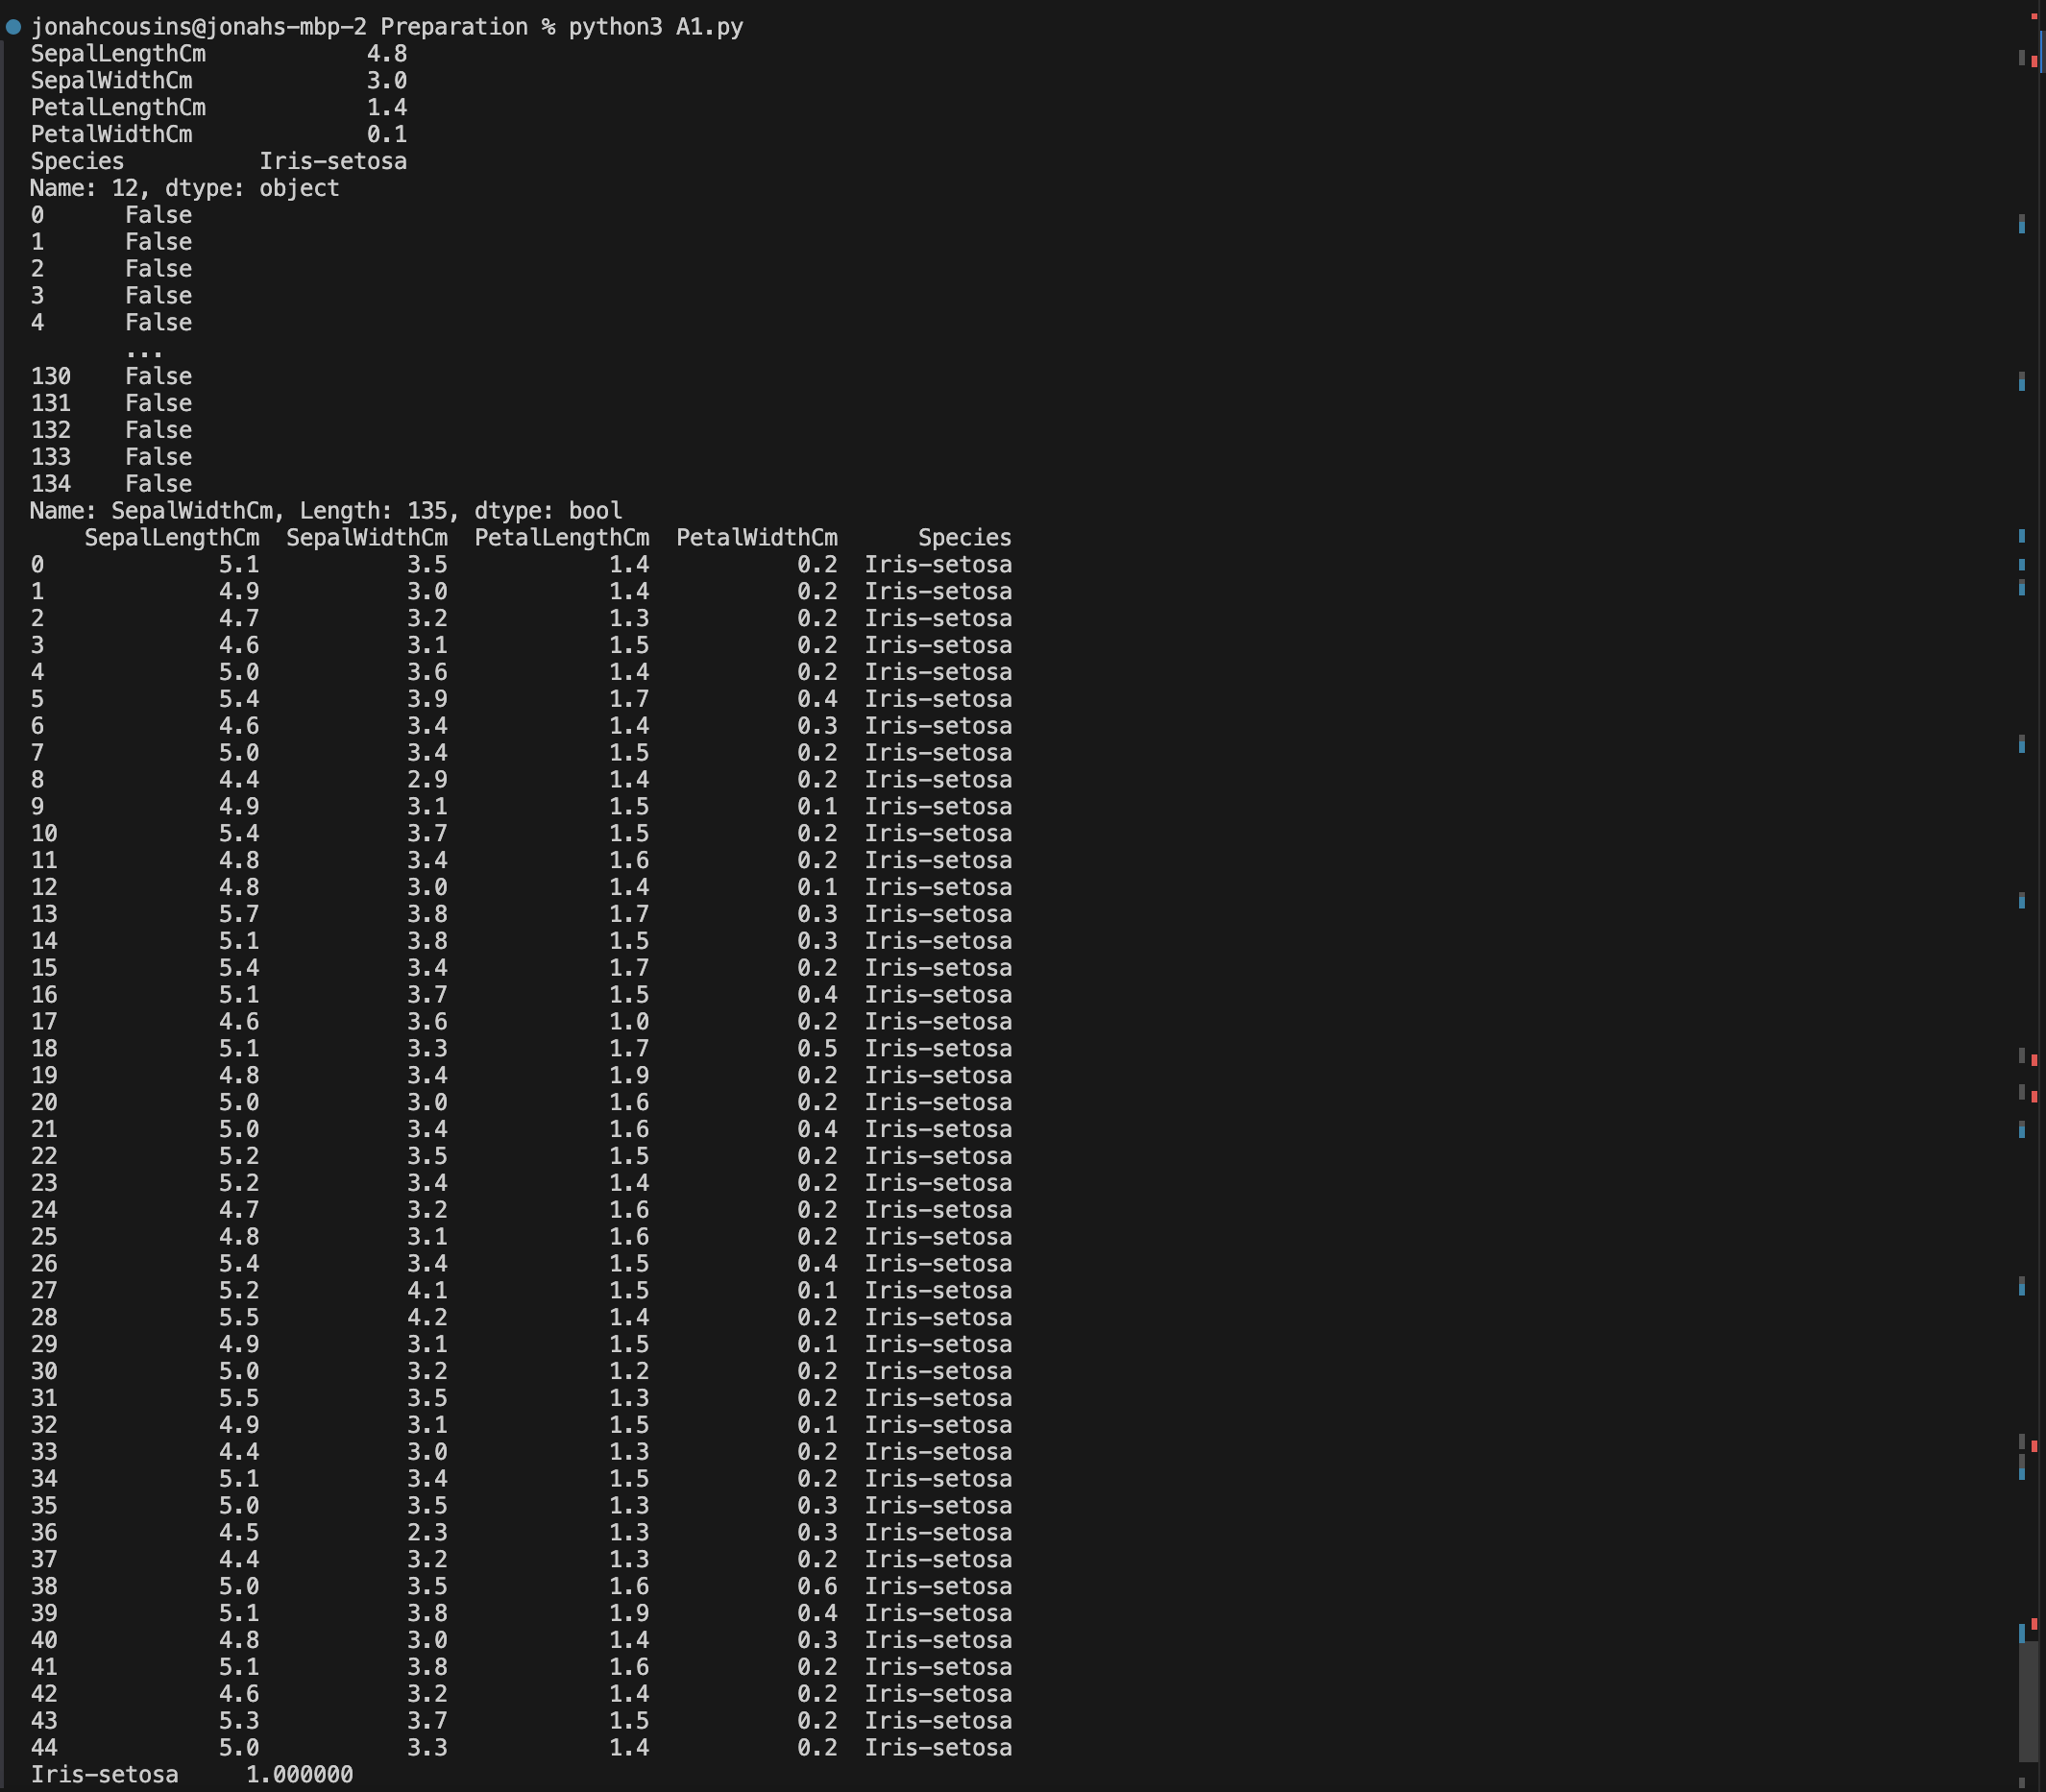 jonahcousins@jonahs-mbp-2 Preparation % python3 A1.py
SepalLengthCm            4.8
SepalWidthCm             3.0
PetalLengthCm            1.4
PetalWidthCm             0.1
Species          Iris-setosa
Name: 12, dtype: object
0      False
1      False
2      False
3      False
4      False
       ...
130    False
131    False
132    False
133    False
134    False
Name: SepalWidthCm, Length: 135, dtype: bool
    SepalLengthCm  SepalWidthCm  PetalLengthCm  PetalWidthCm      Species
0             5.1           3.5            1.4           0.2  Iris-setosa
1             4.9           3.0            1.4           0.2  Iris-setosa
2             4.7           3.2            1.3           0.2  Iris-setosa
3             4.6           3.1            1.5           0.2  Iris-setosa
4             5.0           3.6            1.4           0.2  Iris-setosa
5             5.4           3.9            1.7           0.4  Iris-setosa
6             4.6           3.4            1.4           0.3  Iris-setosa
7             5.0           3.4            1.5           0.2  Iris-setosa
8             4.4           2.9            1.4           0.2  Iris-setosa
9             4.9           3.1            1.5           0.1  Iris-setosa
10            5.4           3.7            1.5           0.2  Iris-setosa
11            4.8           3.4            1.6           0.2  Iris-setosa
12            4.8           3.0            1.4           0.1  Iris-setosa
13            5.7           3.8            1.7           0.3  Iris-setosa
14            5.1           3.8            1.5           0.3  Iris-setosa
15            5.4           3.4            1.7           0.2  Iris-setosa
16            5.1           3.7            1.5           0.4  Iris-setosa
17            4.6           3.6            1.0           0.2  Iris-setosa
18            5.1           3.3            1.7           0.5  Iris-setosa
19            4.8           3.4            1.9           0.2  Iris-setosa
20            5.0           3.0            1.6           0.2  Iris-setosa
21            5.0           3.4            1.6           0.4  Iris-setosa
22            5.2           3.5            1.5           0.2  Iris-setosa
23            5.2           3.4            1.4           0.2  Iris-setosa
24            4.7           3.2            1.6           0.2  Iris-setosa
25            4.8           3.1            1.6           0.2  Iris-setosa
26            5.4           3.4            1.5           0.4  Iris-setosa
27            5.2           4.1            1.5           0.1  Iris-setosa
28            5.5           4.2            1.4           0.2  Iris-setosa
29            4.9           3.1            1.5           0.1  Iris-setosa
30            5.0           3.2            1.2           0.2  Iris-setosa
31            5.5           3.5            1.3           0.2  Iris-setosa
32            4.9           3.1            1.5           0.1  Iris-setosa
33            4.4           3.0            1.3           0.2  Iris-setosa
34            5.1           3.4            1.5           0.2  Iris-setosa
35            5.0           3.5            1.3           0.3  Iris-setosa
36            4.5           2.3            1.3           0.3  Iris-setosa
37            4.4           3.2            1.3           0.2  Iris-setosa
38            5.0           3.5            1.6           0.6  Iris-setosa
39            5.1           3.8            1.9           0.4  Iris-setosa
40            4.8           3.0            1.4           0.3  Iris-setosa
41            5.1           3.8            1.6           0.2  Iris-setosa
42            4.6           3.2            1.4           0.2  Iris-setosa
43            5.3           3.7            1.5           0.2  Iris-setosa
44            5.0           3.3            1.4           0.2  Iris-setosa
Iris-setosa     1.000000